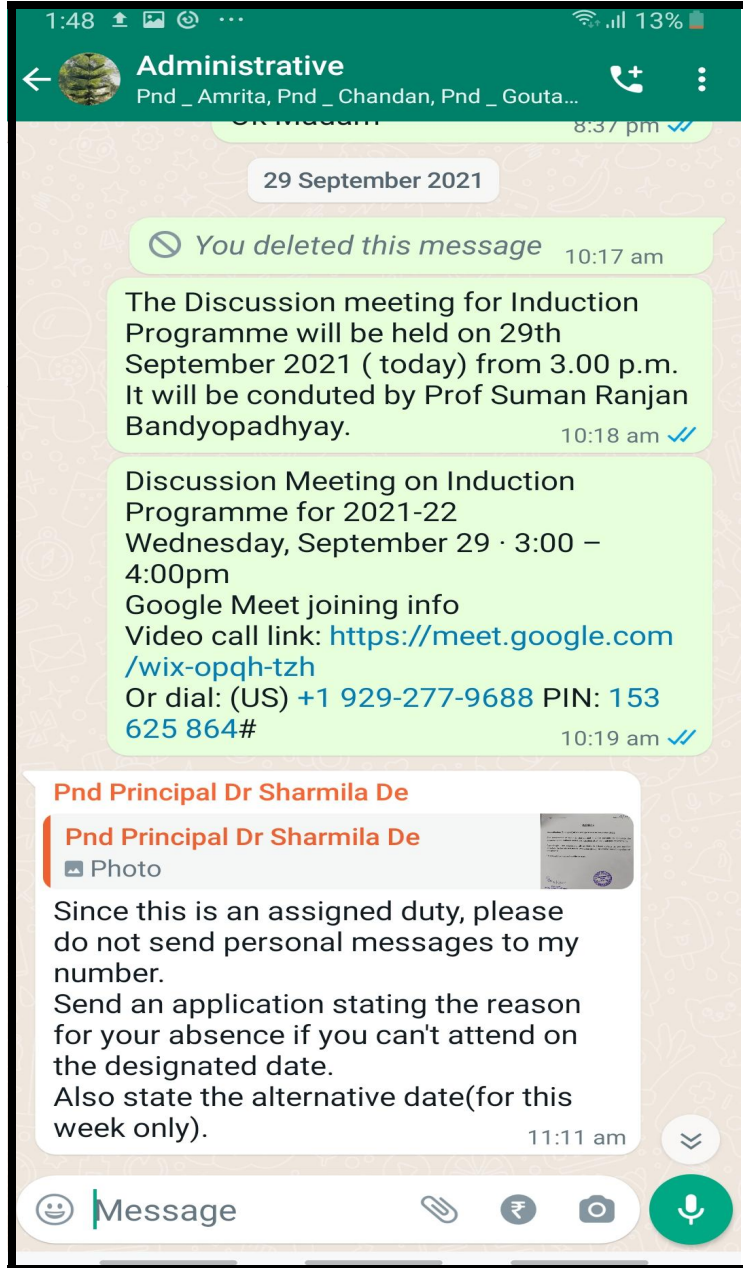 1:48 ... 13%
Administrative
Pnd _ Amrita, Pnd _ Chandan, Pnd _ Gouta...
Ok Madam
8:37 pm
29 September 2021
You deleted this message 10:17 am
The Discussion meeting for Induction
Programme will be held on 29th
September 2021 ( today) from 3.00 p.m.
It will be conduted by Prof Suman Ranjan
Bandyopadhyay. 10:18 am
Discussion Meeting on Induction
Programme for 2021-22
Wednesday, September 29 · 3:00 –
4:00pm
Google Meet joining info
Video call link: https://meet.google.com
/wix-opqh-tzh
Or dial: (US) +1 929-277-9688 PIN: 153
625 864# 10:19 am
Pnd Principal Dr Sharmila De
Pnd Principal Dr Sharmila De
Photo
Since this is an assigned duty, please
do not send personal messages to my
number.
Send an application stating the reason
for your absence if you can't attend on
the designated date.
Also state the alternative date(for this
week only). 11:11 am
Message